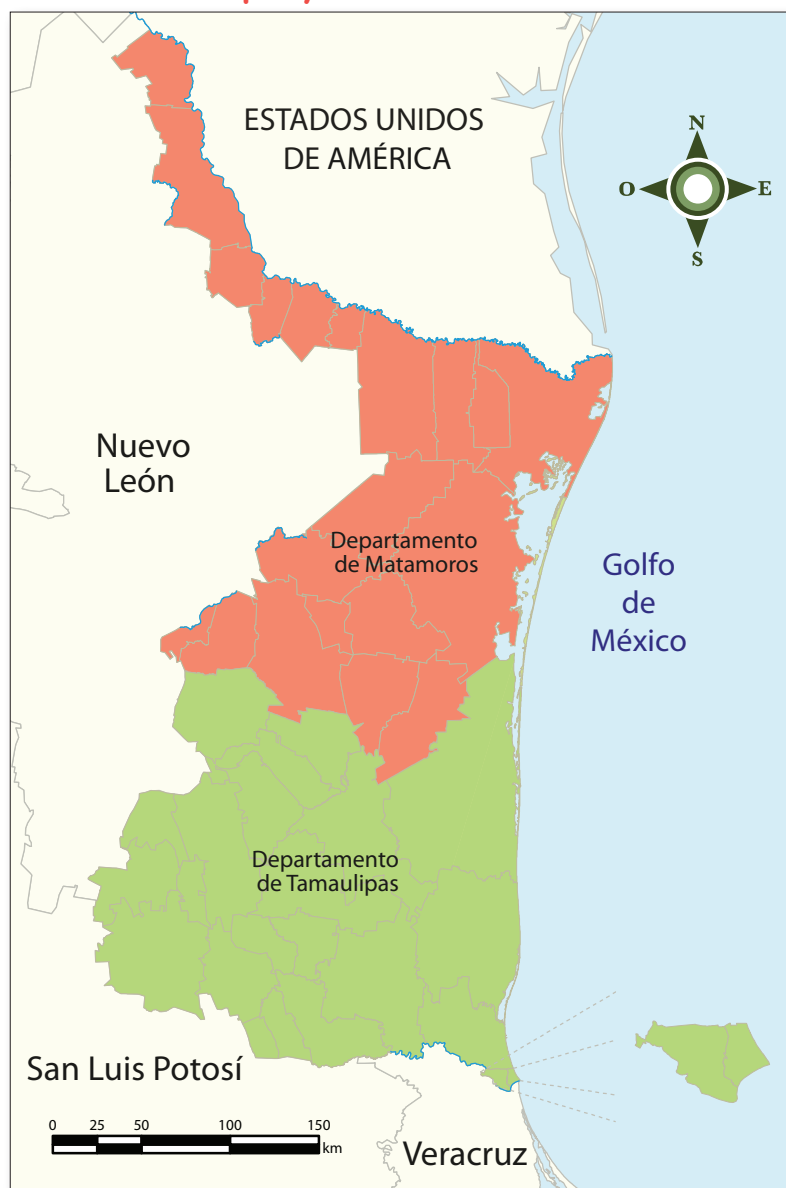 ESTADOS UNIDOS
DE AMÉRICA
N
O
E
S
Nuevo
León
Departamento
de Matamoros
Golfo
de
México
Departamento
de Tamaulipas
San Luis Potosí
0 25 50 100 150
km
Veracruz